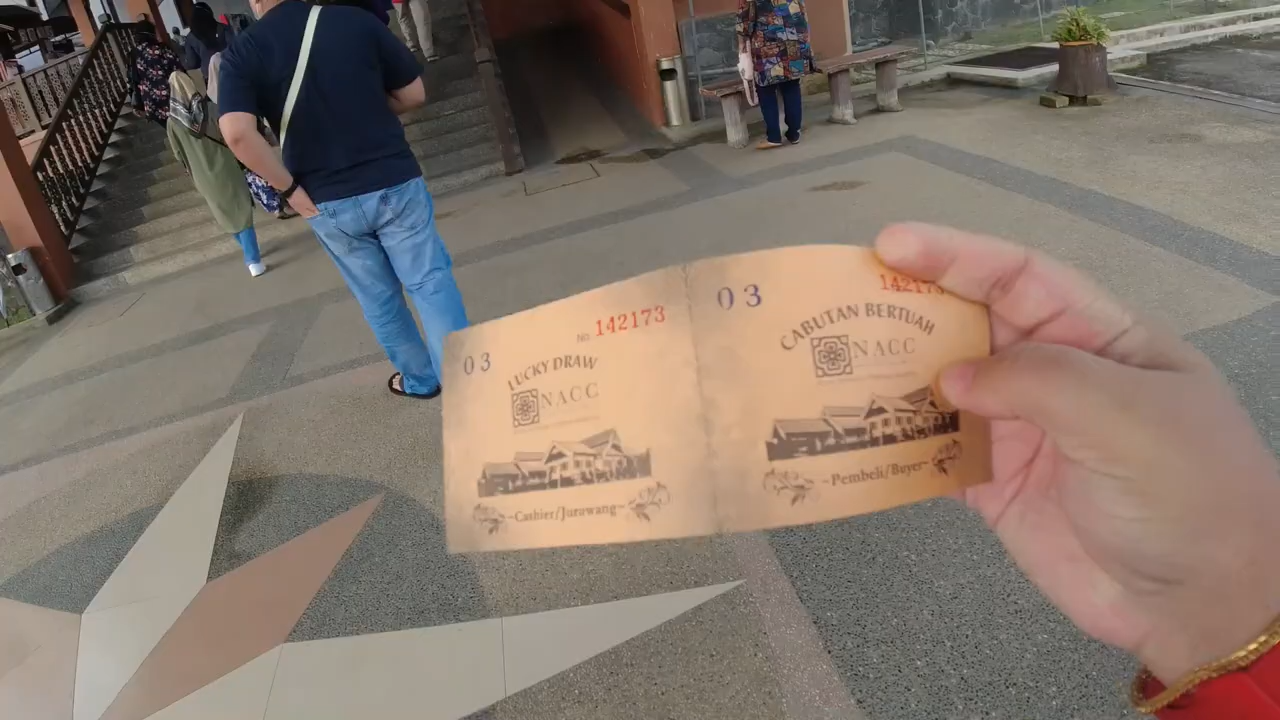 03
No. 142173
LUCKY DRAW
NACC
~Cashier/Juruwang~
03
142173
CABUTAN BERTUAH
NACC
~Pembeli/Buyer~